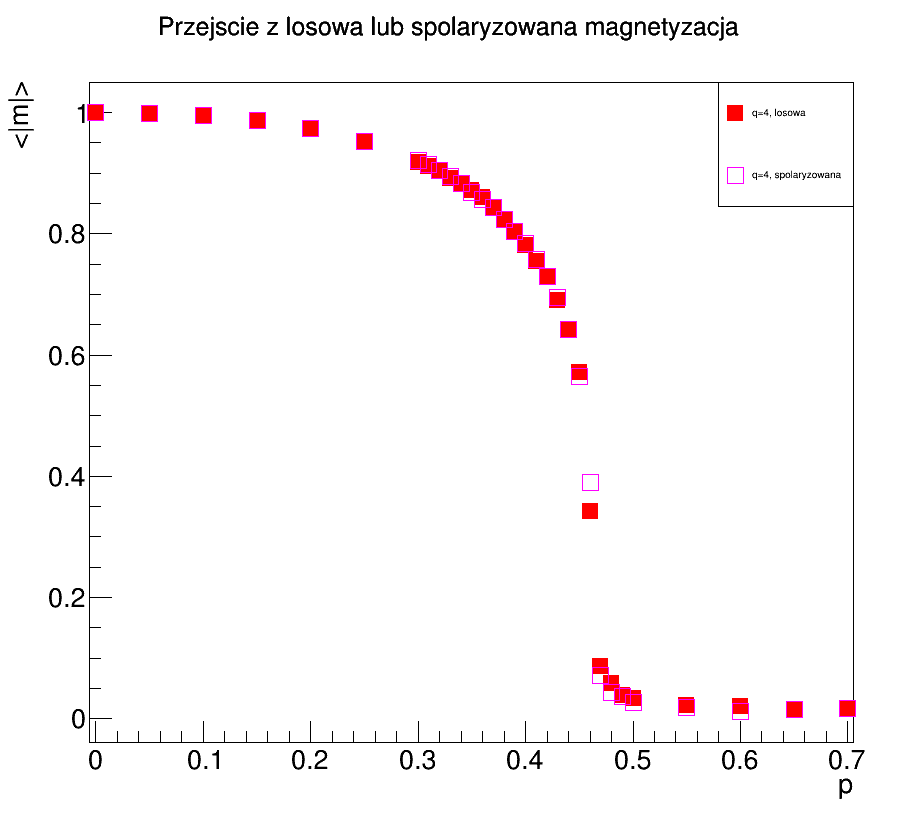 Przejscie z losowa lub spolaryzowana magnetyzacja
<|m|>
1
0.8
0.6
0.4
0.2
0
q=4, losowa
q=4, spolaryzowana
0 0.1 0.2 0.3 0.4 0.5 0.6 0.7
p